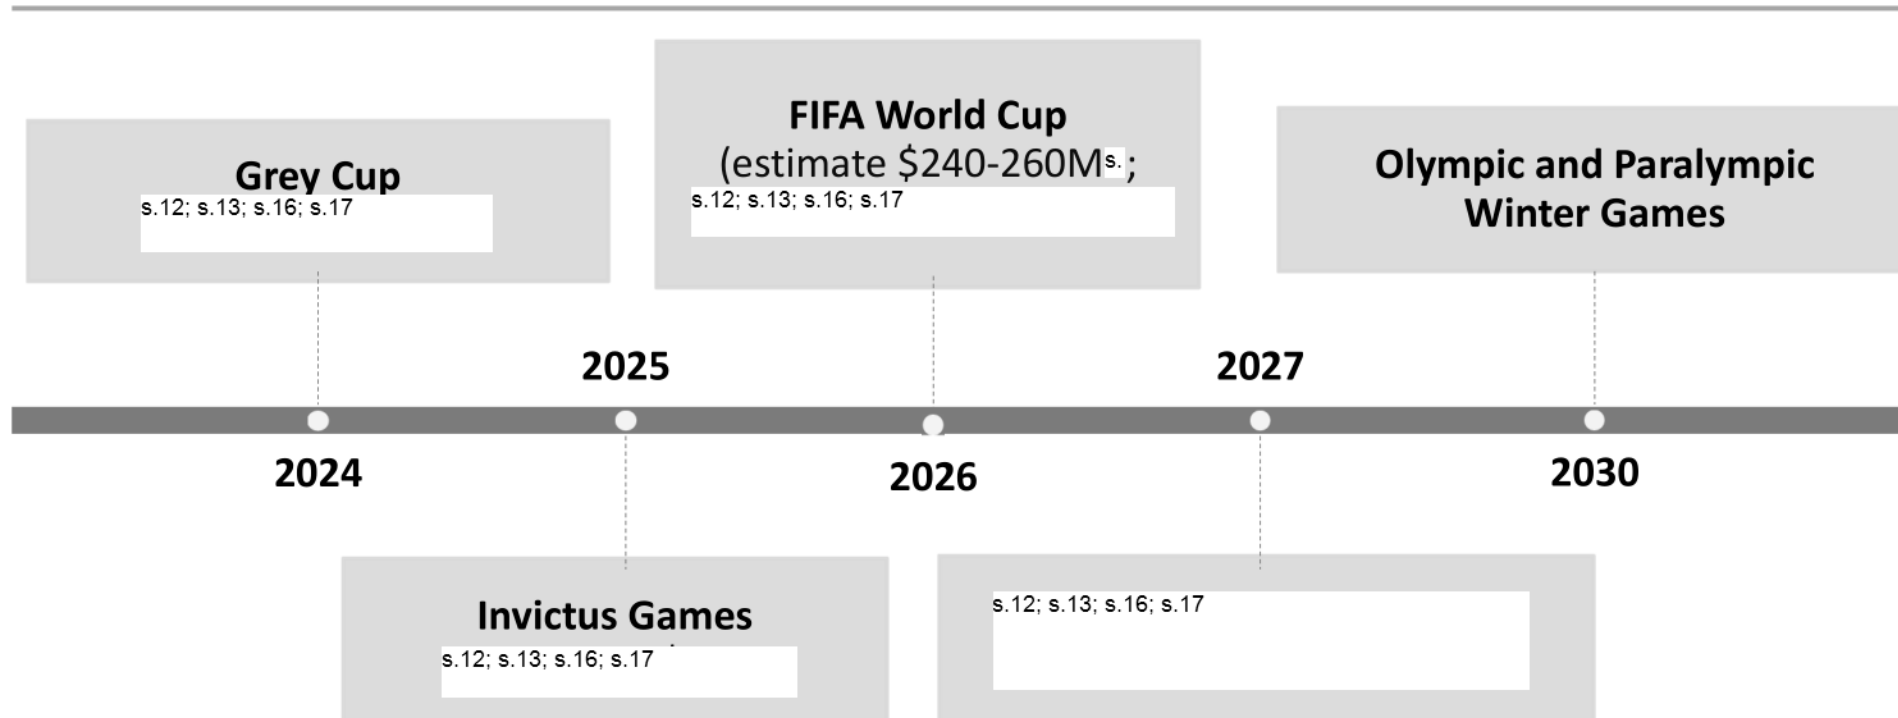 Grey Cup
s.12; s.13; s.16; s.17
FIFA World Cup
(estimate $240-260M s. ;
s.12; s.13; s.16; s.17
Olympic and Paralympic
Winter Games
2025
2027
2024
2026
2030
Invictus Games
s.12; s.13; s.16; s.17
s.12; s.13; s.16; s.17